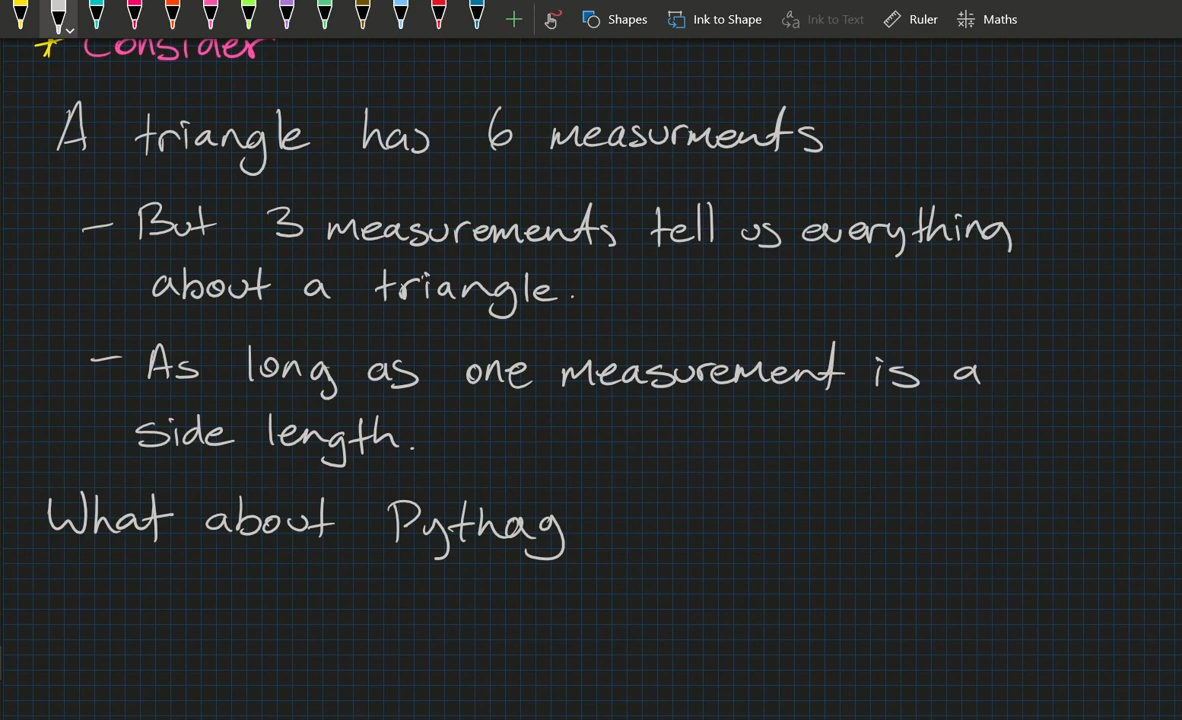 Shapes Ink to Shape Ink to Text Ruler Maths
* Consider
A triangle has 6 measurments
- But 3 measurements tell us everything
about a triangle.
- As long as one measurement is a
side length.
What about Pythag